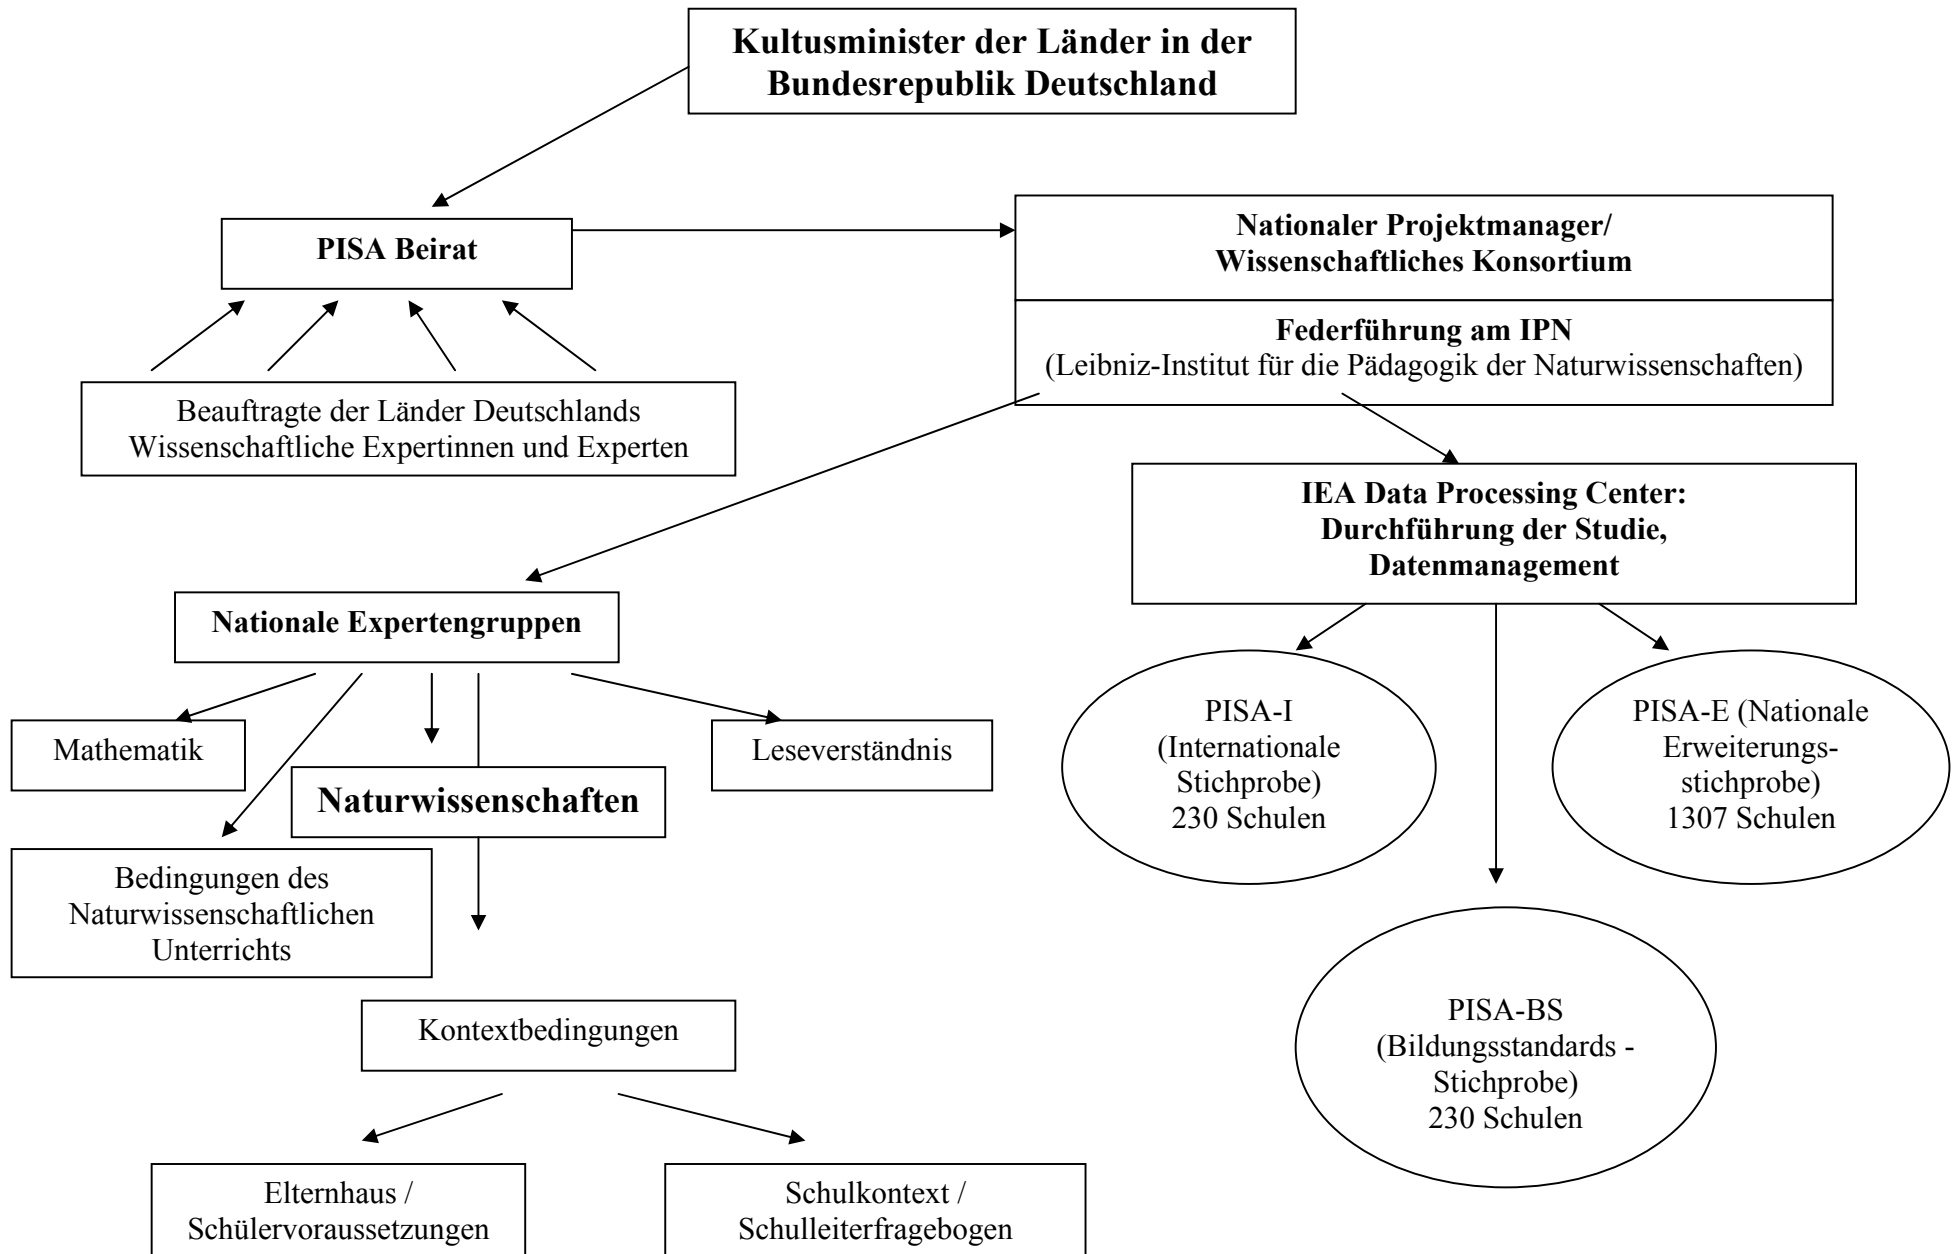 Kultusminister der Länder in der
Bundesrepublik Deutschland
PISA Beirat
Nationaler Projektmanager/
Wissenschaftliches Konsortium
Federführung am IPN
(Leibniz-Institut für die Pädagogik der Naturwissenschaften)
Beauftragte der Länder Deutschlands
Wissenschaftliche Expertinnen und Experten
IEA Data Processing Center:
Durchführung der Studie,
Datenmanagement
Nationale Expertengruppen
Mathematik
Naturwissenschaften
Leseverständnis
Bedingungen des
Naturwissenschaftlichen
Unterrichts
Kontextbedingungen
Elternhaus /
Schülervoraussetzungen
Schulkontext /
Schulleiterfragebogen
PISA-I
(Internationale
Stichprobe)
230 Schulen
PISA-E (Nationale
Erweiterungs-
stichprobe)
1307 Schulen
PISA-BS
(Bildungsstandards -
Stichprobe)
230 Schulen